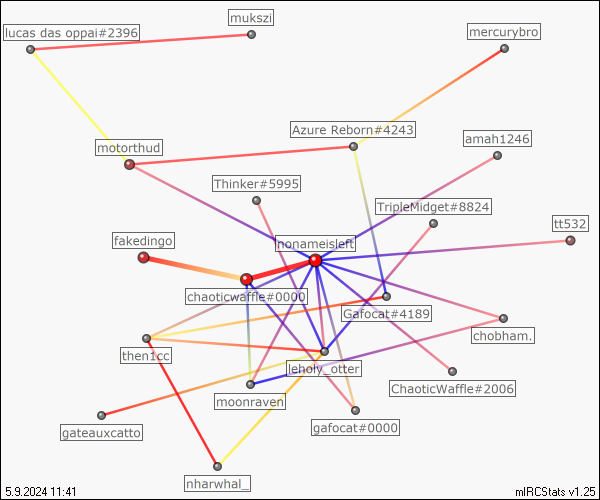 mukszi
lucas das oppai#2396
mercurybro
Azure Reborn#4243
amah1246
motorthud
Thinker#5995
TripleMidget#8824
tt532
fakedingo
nonameisleft
chaoticwaffle#0000
Gafocat#4189
chobham.
then1cc
leholy_otter
ChaoticWaffle#2006
moonraven
gafocat#0000
gateauxcatto
nharwhal_
5.9.2024 11:41
mIRCStats v1.25